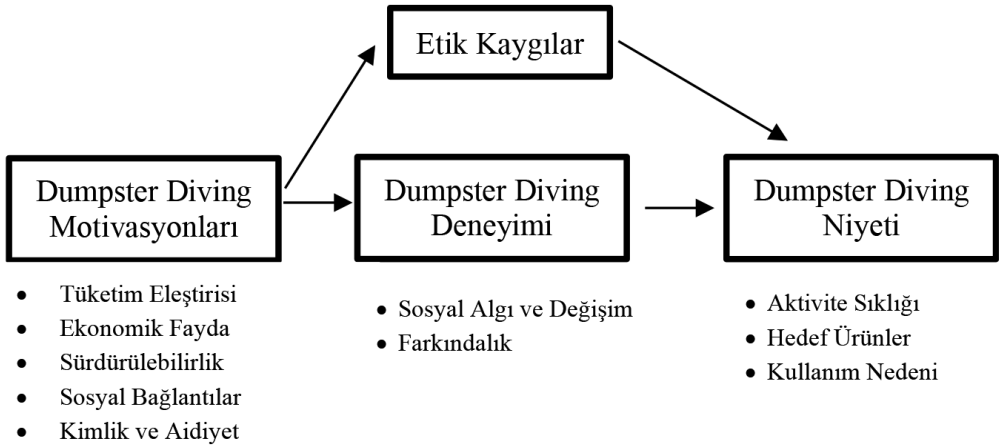 Etik Kaygılar
Dumpster Diving
Motivasyonları
Dumpster Diving
Deneyimi
Dumpster Diving
Niyeti
• Tüketim Eleştirisi
• Ekonomik Fayda
• Sürdürülebilirlik
• Sosyal Bağlantılar
• Kimlik ve Aidiyet
• Sosyal Algı ve Değişim
• Farkındalık
• Aktivite Sıklığı
• Hedef Ürünler
• Kullanım Nedeni